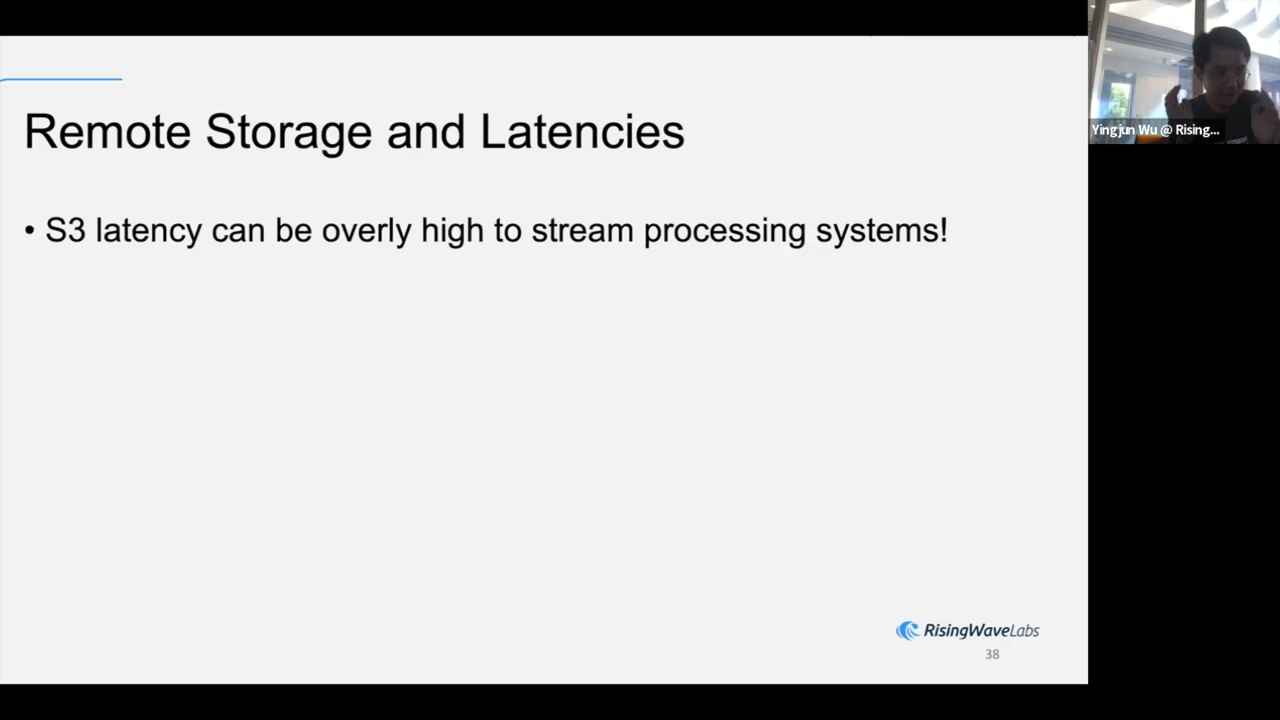 Remote Storage and Latencies
• S3 latency can be overly high to stream processing systems!
RisingWaveLabs
38
Yingjun Wu @ Rising...